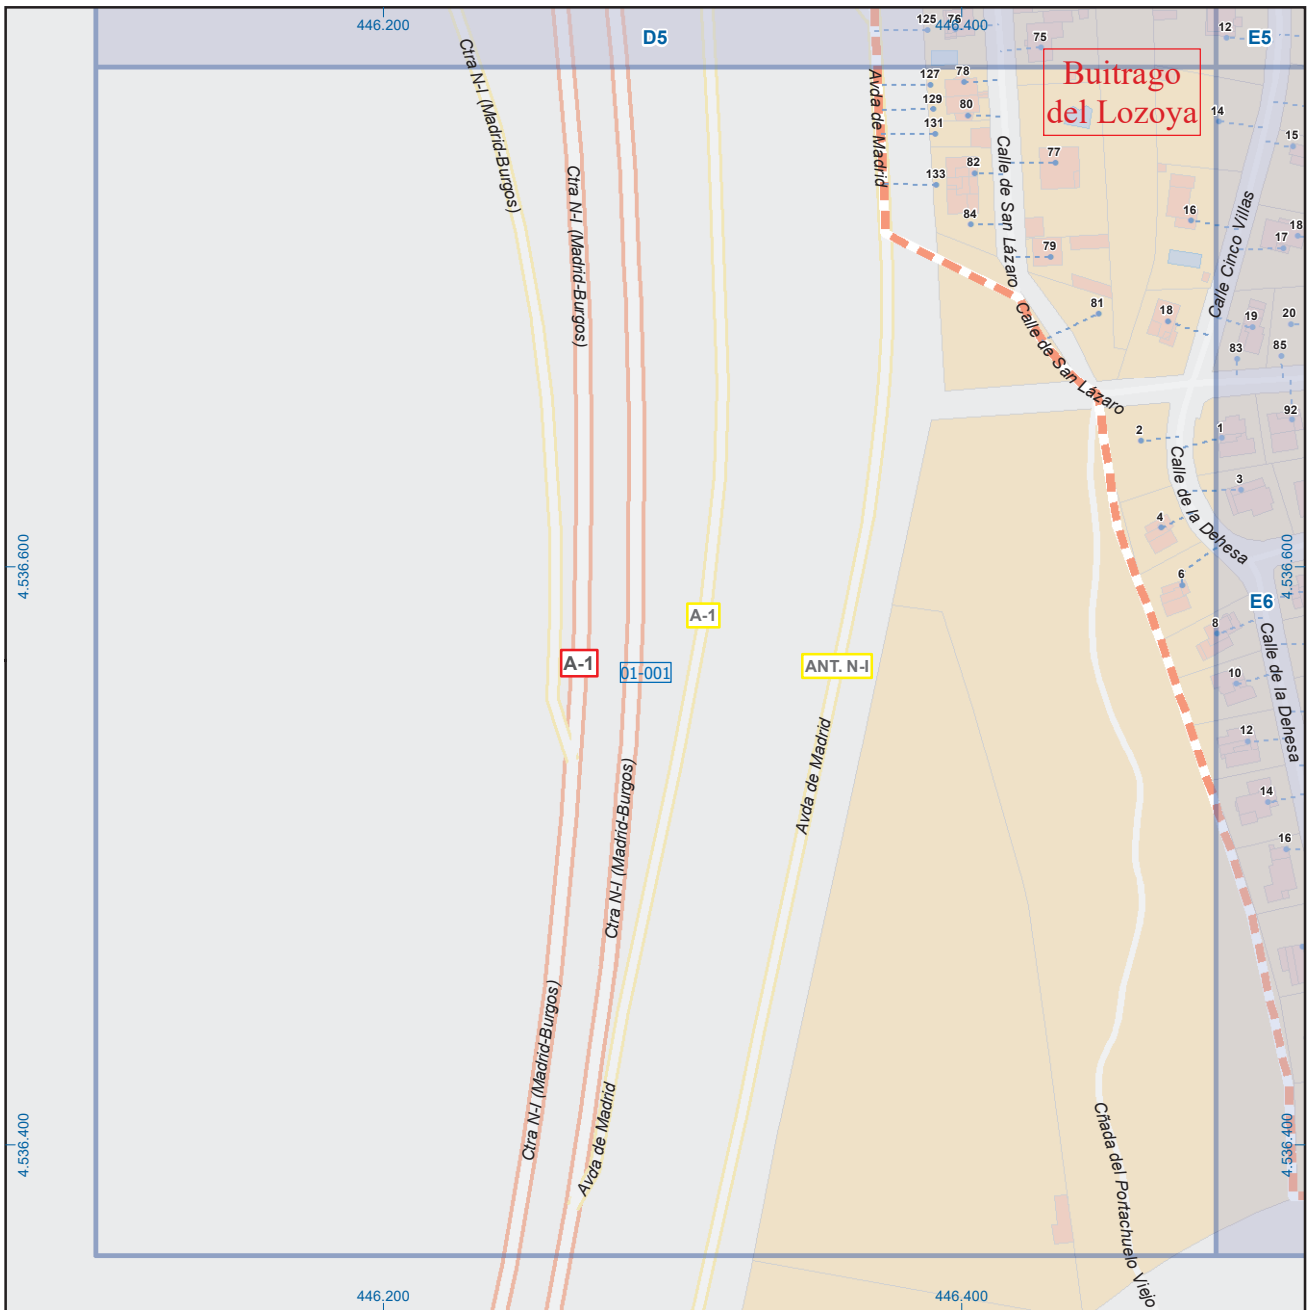 446.200
446.400
D5
E5
125
76
75
12
Buitrago
del Lozoya
Ctra N-I (Madrid-Burgos)
Avda de Madrid
127
78
129
80
131
14
15
Calle de San Lázaro
77
82
133
84
79
16
18
17
Ctra N-I (Madrid-Burgos)
Calle Cinco Villas
81
18
19
20
83
85
Calle de San Lázaro
92
2
1
3
4
Calle de la Dehesa
4.536.600
4.536.600
6
E6
8
A-1
A-1
01-001
ANT. N-I
10
Calle de la Dehesa
12
14
16
Avda de Madrid
Ctra N-I (Madrid-Burgos)
Ctra N-I (Madrid-Burgos)
Avda de Madrid
4.536.400
4.536.400
Cñada del Portachuelo Viejo
446.200
446.400